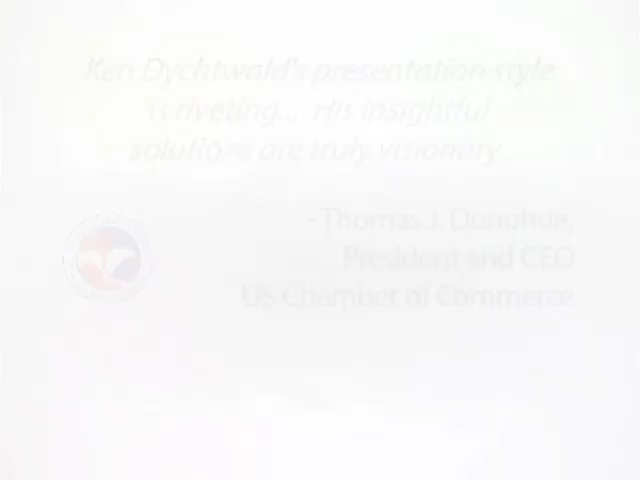 Ken Dychtwald's presentation style
is riveting... His insightful
solutions are truly visionary
- Thomas J. Donohue,
President and CEO
US Chamber of Commerce